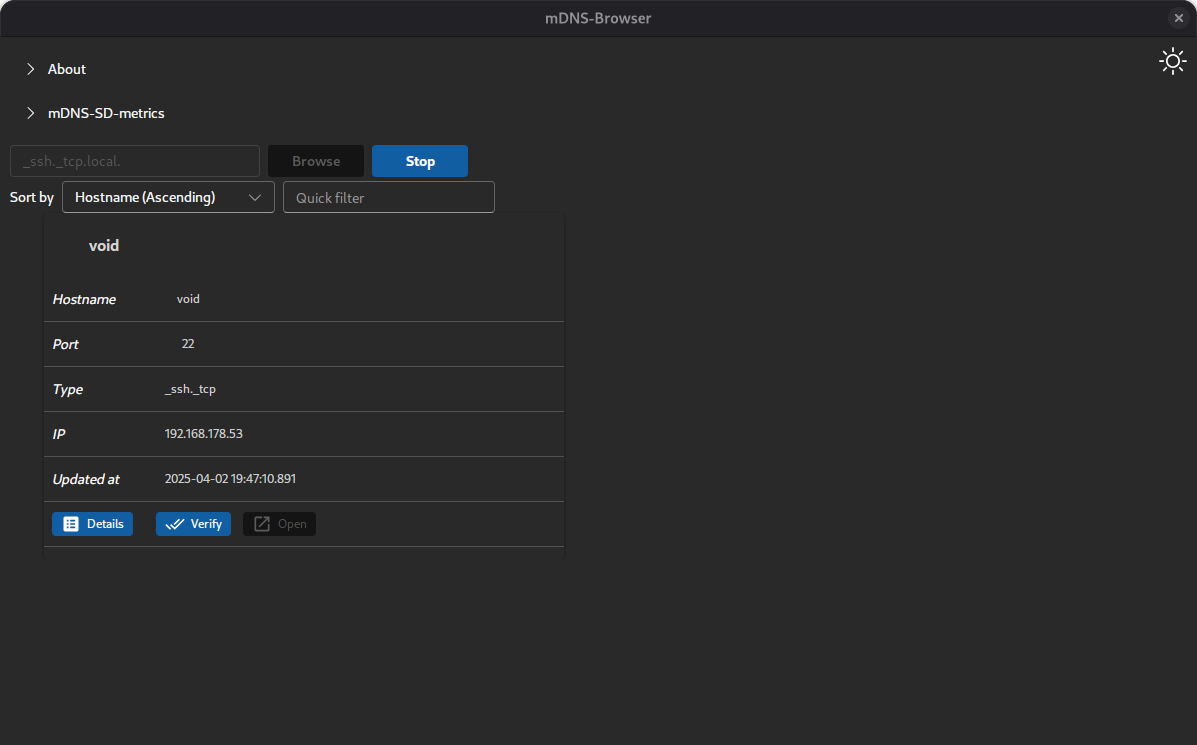 mDNS-Browser
About
mDNS-SD-metrics
_ssh._tcp.local. Browse Stop
Sort by Hostname (Ascending) Quick filter
void
Hostname void
Port 22
Type _ssh._tcp
IP 192.168.178.53
Updated at 2025-04-02 19:47:10.891
Details Verify Open